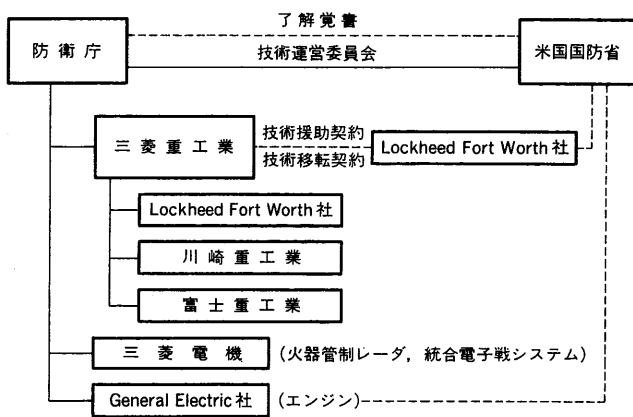 了解覚書
防衛庁
技術運営委員会
米国国防省
三菱重工業
技術援助契約
技術移転契約
Lockheed Fort Worth 社
Lockheed Fort Worth 社
川崎重工業
富士重工業
三菱電機
(火器管制レーダ，統合電子戦システム)
General Electric 社
(エンジン)